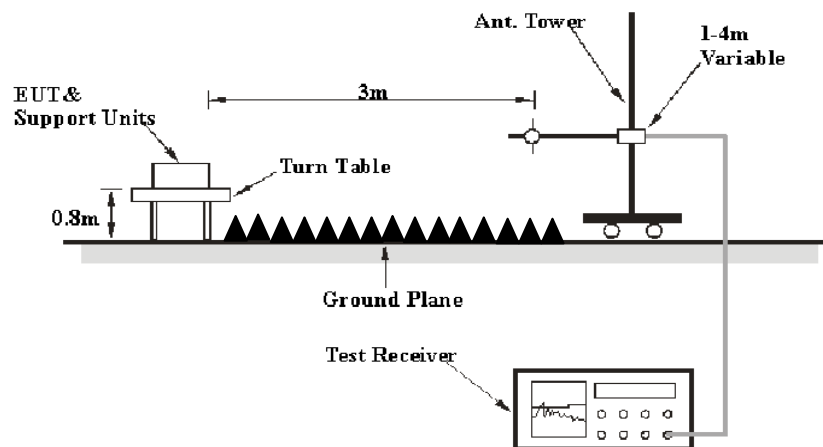 Ant. Tower
1-4m
Variable
3m
EUT&
Support Units
Turn Table
0.8m
Ground Plane
Test Receiver